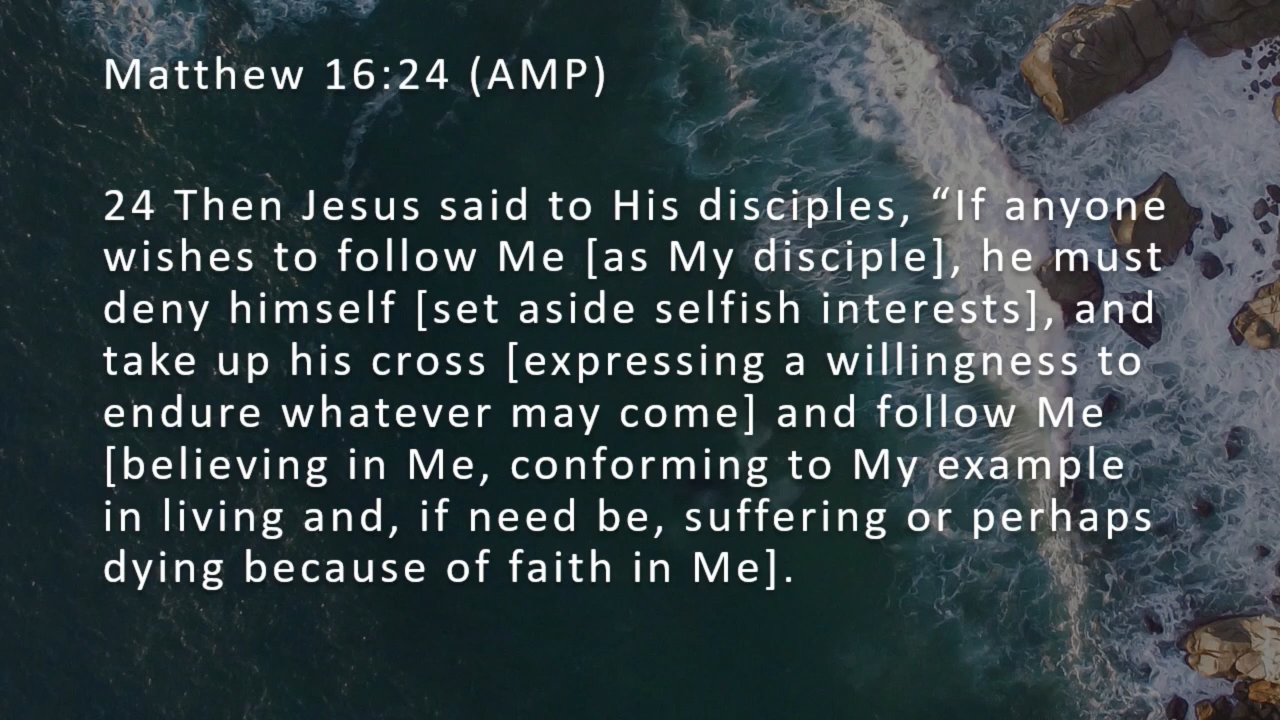 Matthew 16:24 (AMP)
24 Then Jesus said to His disciples, “If anyone
wishes to follow Me [as My disciple], he must
deny himself [set aside selfish interests], and
take up his cross [expressing a willingness to
endure whatever may come] and follow Me
[believing in Me, conforming to My example
in living and, if need be, suffering or perhaps
dying because of faith in Me].